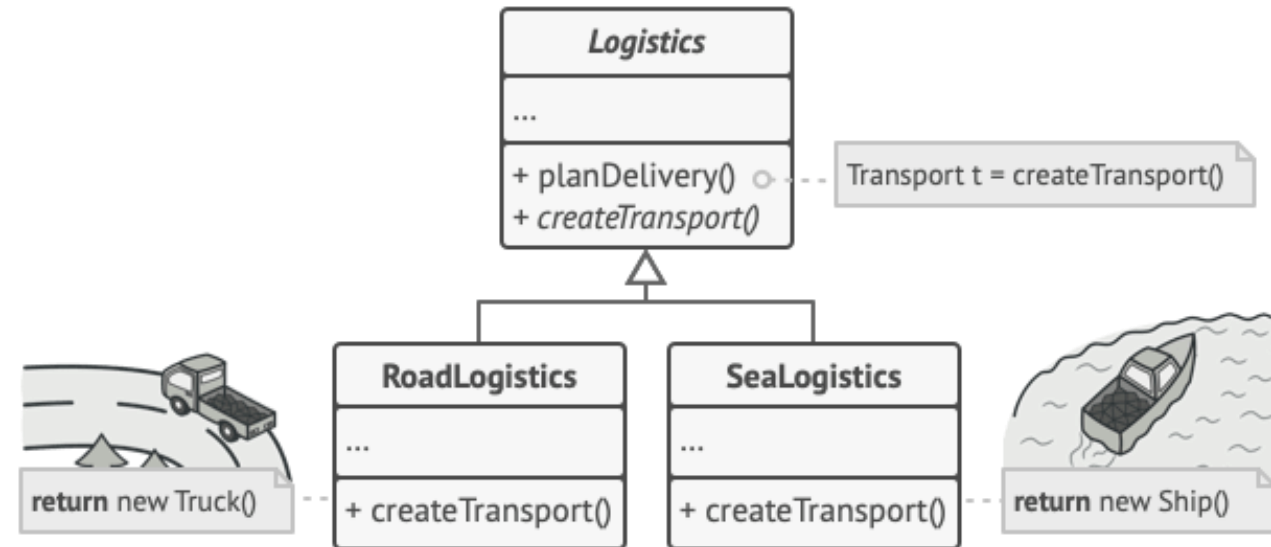 Logistics
...
+ planDelivery()
+ createTransport()
Transport t = createTransport()
RoadLogistics
...
+ createTransport()
return new Truck()
SeaLogistics
...
+ createTransport()
return new Ship()